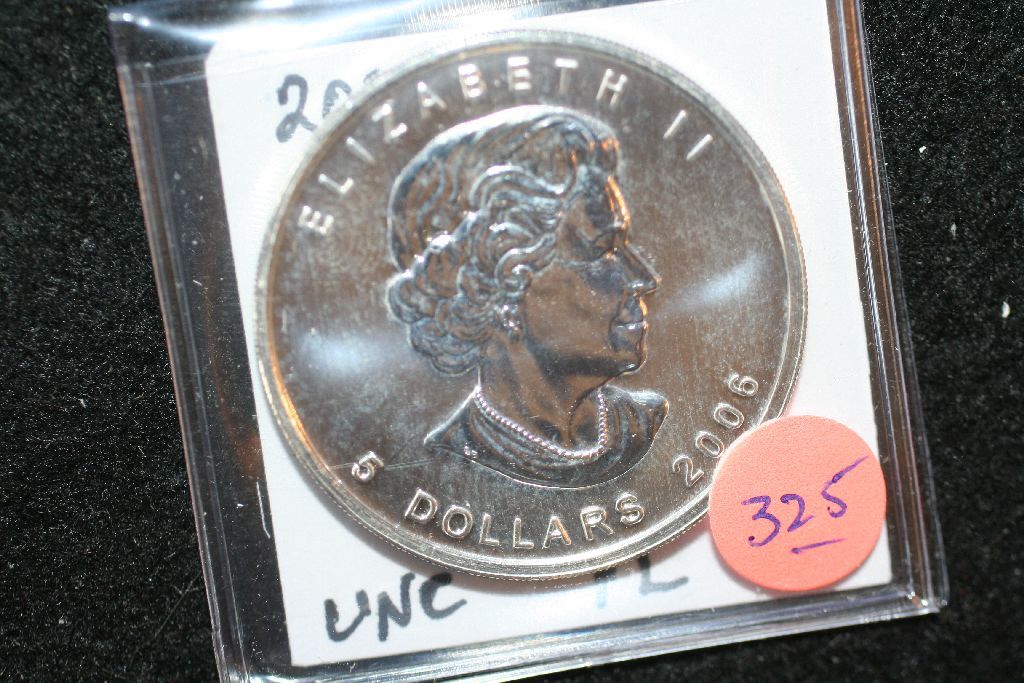 ELIZABETH II
5 DOLLARS 2006
325
UNC